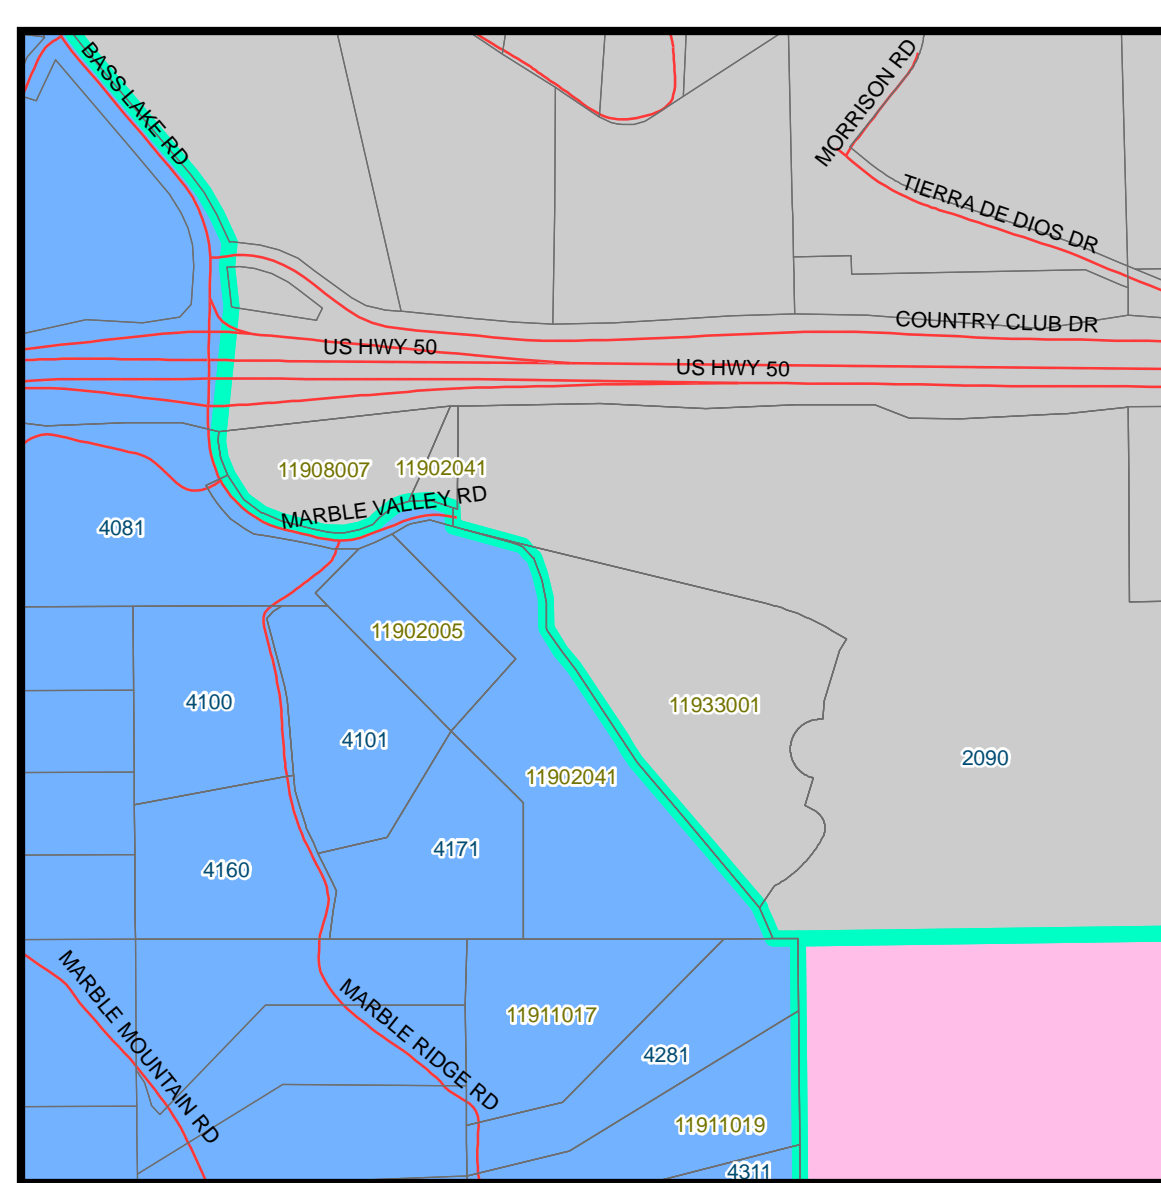 BASS LAKE RD
MORRISON RD
TIERRA DE DIOS DR
COUNTRY CLUB DR
US HWY 50
US HWY 50
11908007
11902041
MARBLE VALLEY RD
4081
11902005
4100
4101
11933001
2090
11902041
4171
4160
MARBLE MOUNTAIN RD
MARBLE RIDGE RD
11911017
4281
11911019
4311